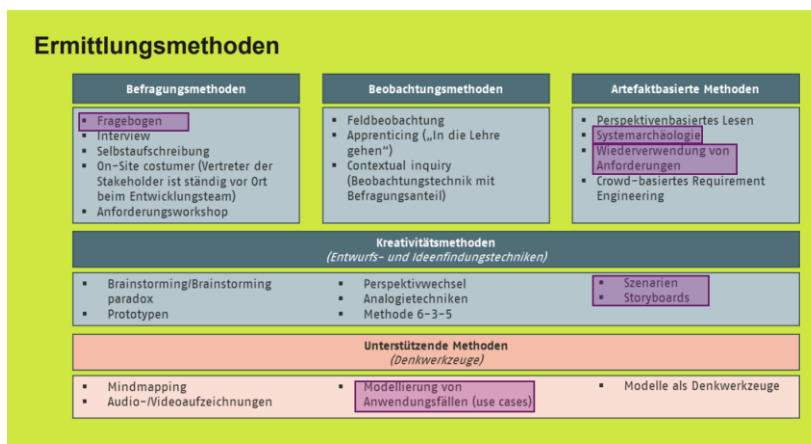 Ermittlungsmethoden
Befragungsmethoden
▪ Fragebogen
▪ Interview
▪ Selbstaufschreibung
▪ On-Site costumer (Vertreter der
Stakeholder ist ständig vor Ort
beim Entwicklungsteam)
▪ Anforderungsworkshop
Beobachtungsmethoden
▪ Feldbeobachtung
▪ Apprenticing („In die Lehre
gehen“)
▪ Contextual inquiry
(Beobachtungstechnik mit
Befragungsanteil)
Artefaktbasierte Methoden
▪ Perspektivenbasiertes Lesen
▪ Systemarchäologie
▪ Wiederverwendung von
Anforderungen
▪ Crowd-basiertes Requirement
Engineering
Kreativitätsmethoden
(Entwurfs- und Ideenfindungstechniken)
▪ Brainstorming/Brainstorming
paradox
▪ Prototypen
▪ Perspektvwechsel
▪ Analogietechniken
▪ Methode 6-3-5
▪ Szenarien
▪ Storyboards
Unterstützende Methoden
(Denkwerkzeuge)
▪ Mindmapping
▪ Audio-/Videoaufzeichnungen
▪ Modellierung von
Anwendungsfällen (use cases)
▪ Modelle als Denkwerkzeuge